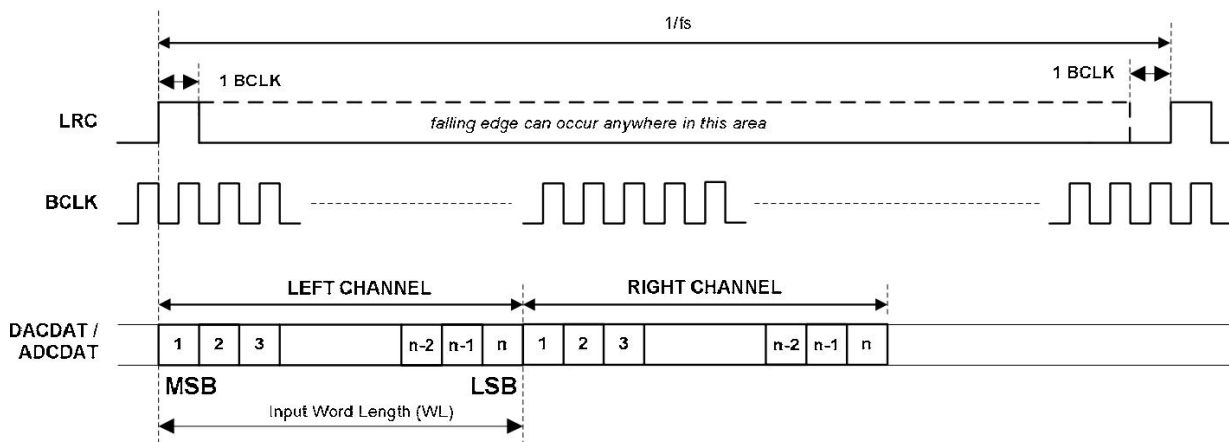 1/fs
1 BCLK
1 BCLK
LRC
falling edge can occur anywhere in this area
BCLK
LEFT CHANNEL
RIGHT CHANNEL
DACDAT /
ADCDAT
1 2 3 n-2 n-1 n 1 2 3 n-2 n-1 n
MSB LSB
Input Word Length (WL)